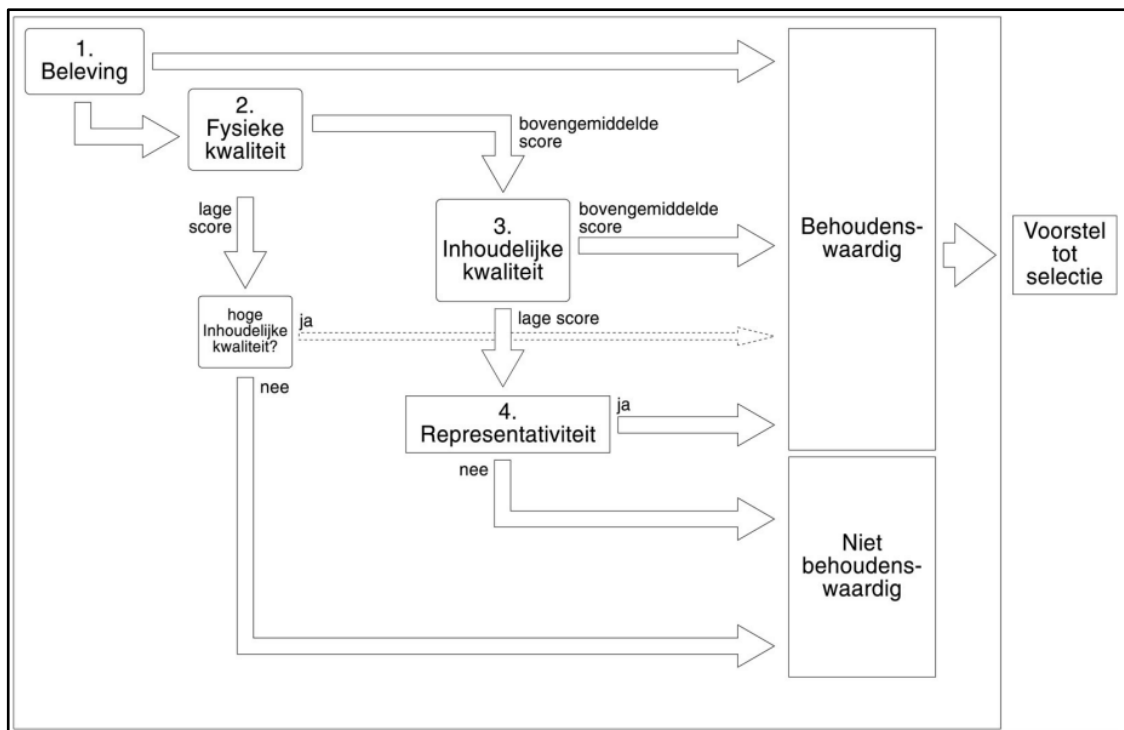 1.
Beleving
2.
Fysieke
kwaliteit
bovengemiddelde
score
lage
score
3.
Inhoudelijke
kwaliteit
bovengemiddelde
score
Behoudens-
waardig
Voorstel
tot
selectie
hoge
Inhoudelijke
kwaliteit?
ja
lage score
nee
4.
Representativiteit
ja
nee
Niet
behoudens-
waardig